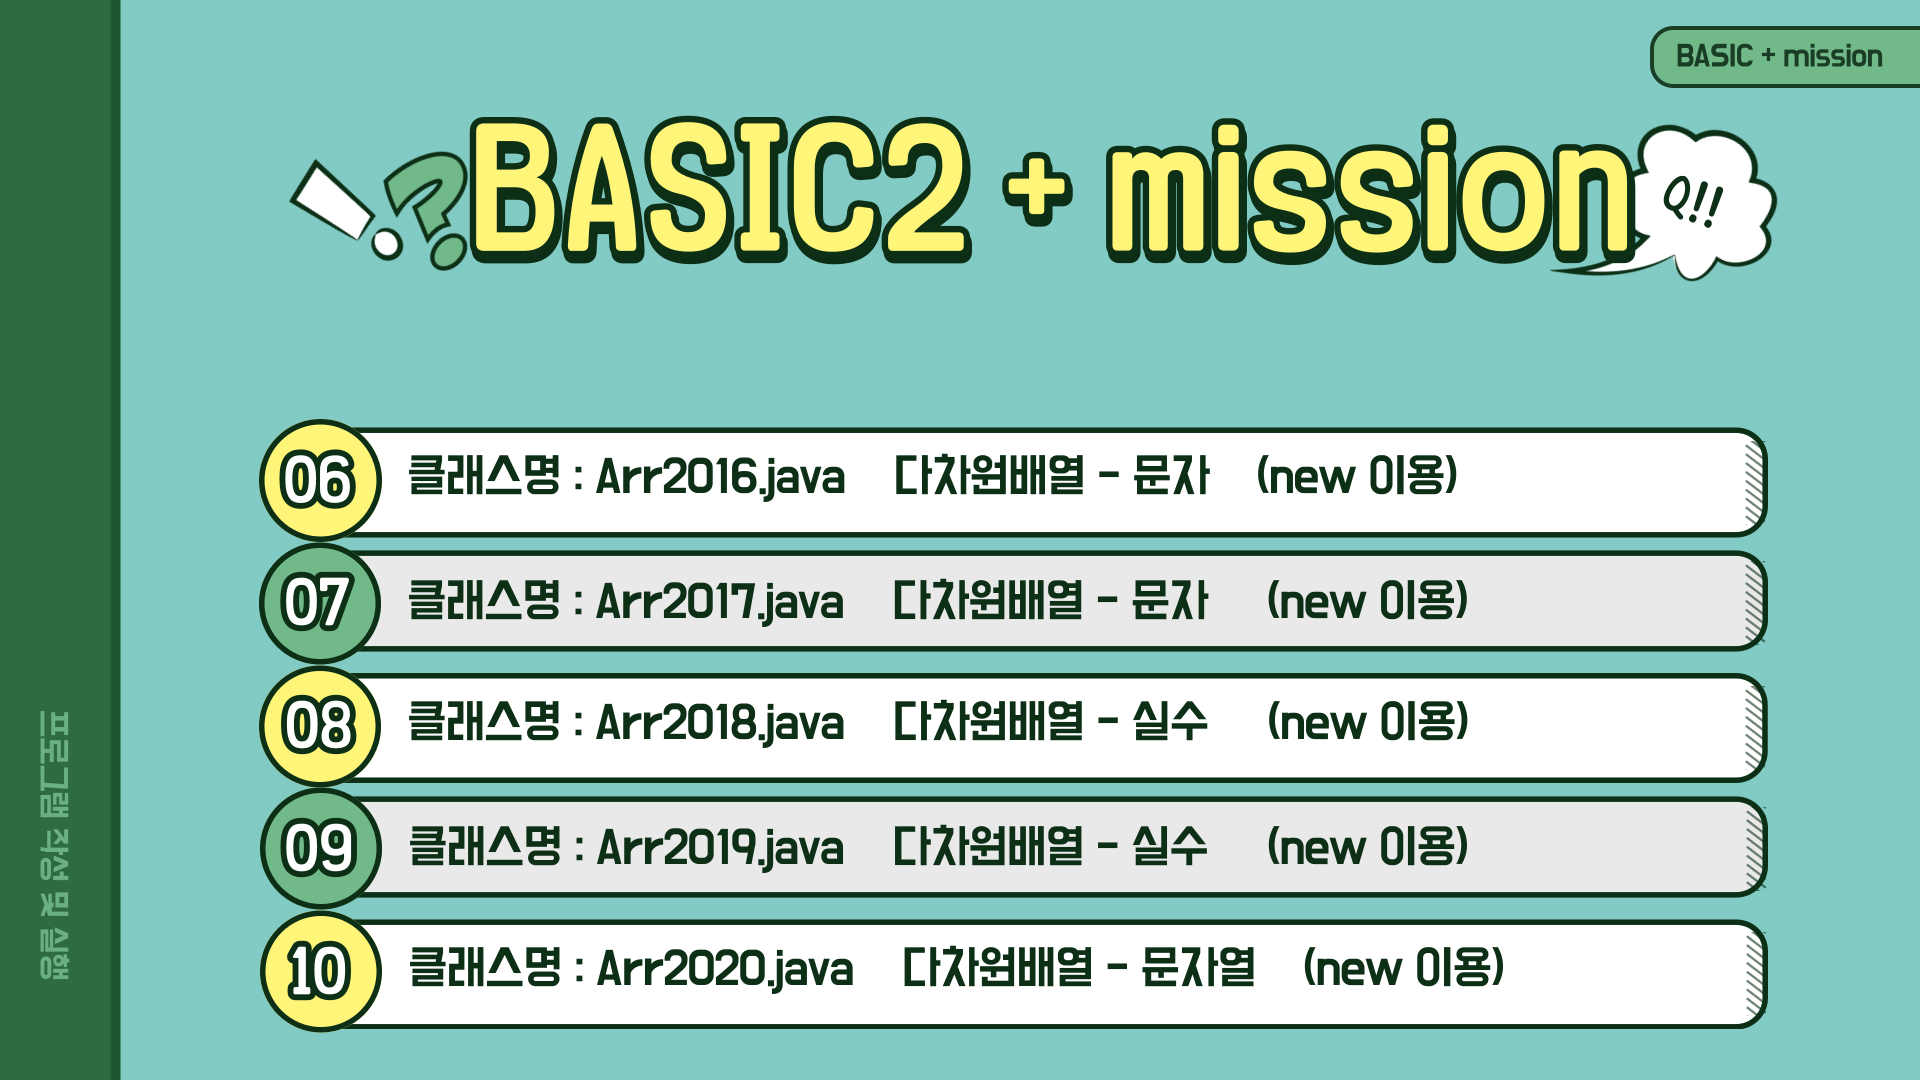 BASIC + mission
BASIC2 + mission
Q!!
06 클래스명 : Arr2016.java 다차원배열 - 문자 (new 이용)
07 클래스명 : Arr2017.java 다차원배열 - 문자 (new 이용)
08 클래스명 : Arr2018.java 다차원배열 - 실수 (new 이용)
09 클래스명 : Arr2019.java 다차원배열 - 실수 (new 이용)
10 클래스명 : Arr2020.java 다차원배열 - 문자열 (new 이용)
프로그램 작성 및 실행